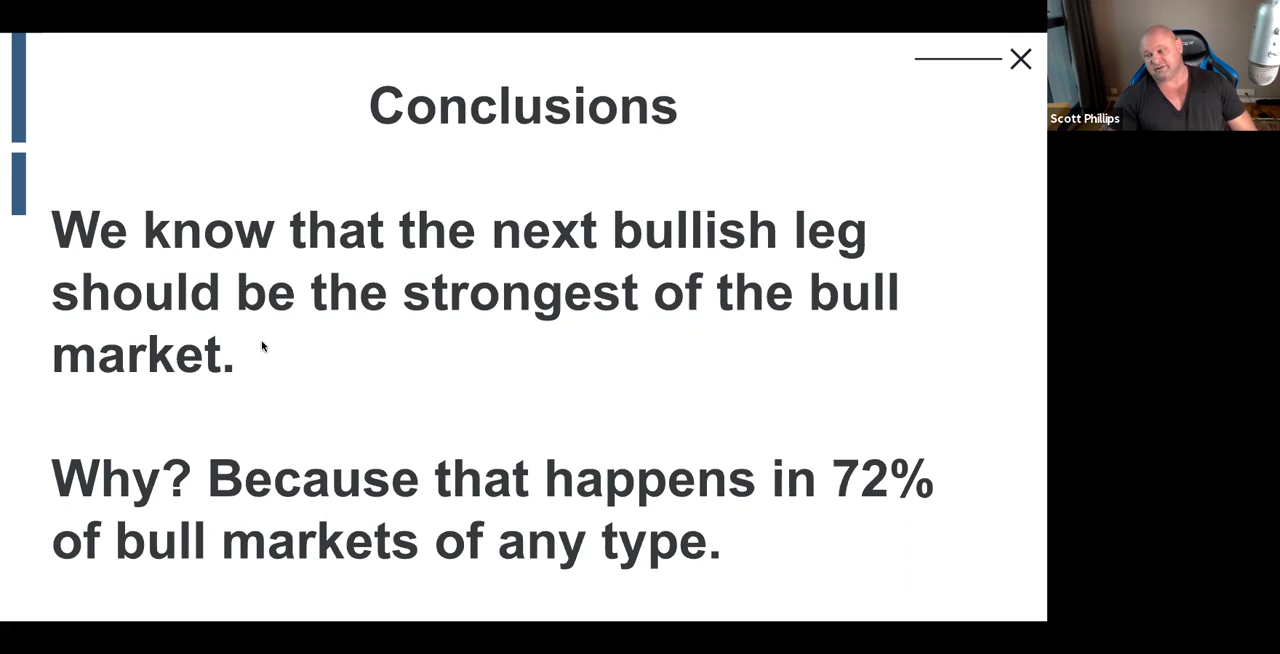 Conclusions
We know that the next bullish leg
should be the strongest of the bull
market.
Why? Because that happens in 72%
of bull markets of any type.
Scott Phillips